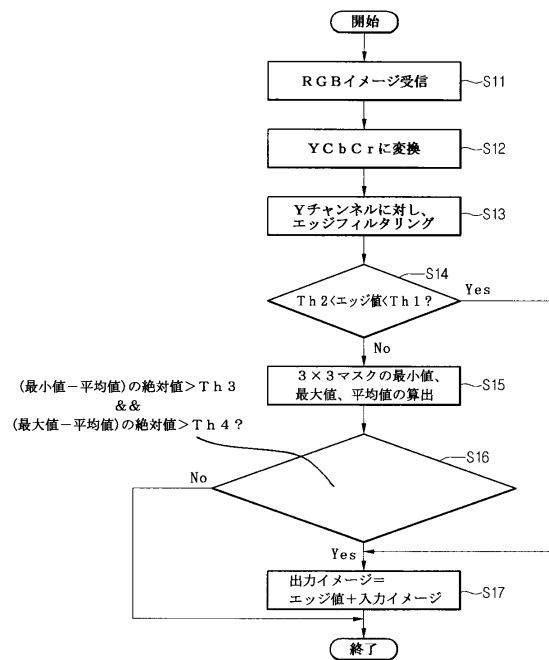 開始
RGBイメージ受信
S11
YCbCrに変換
S12
Yチャンネルに対し、
エッジフィルタリング
S13
S14
Th2<エッジ値<Th1?
Yes
No
3×3マスクの最小値、
最大値、平均値の算出
S15
(最小値-平均値)の絶対値>Th3
&&
(最大値-平均値)の絶対値>Th4?
S16
No
Yes
出力イメージ=
エッジ値+入力イメージ
S17
終了